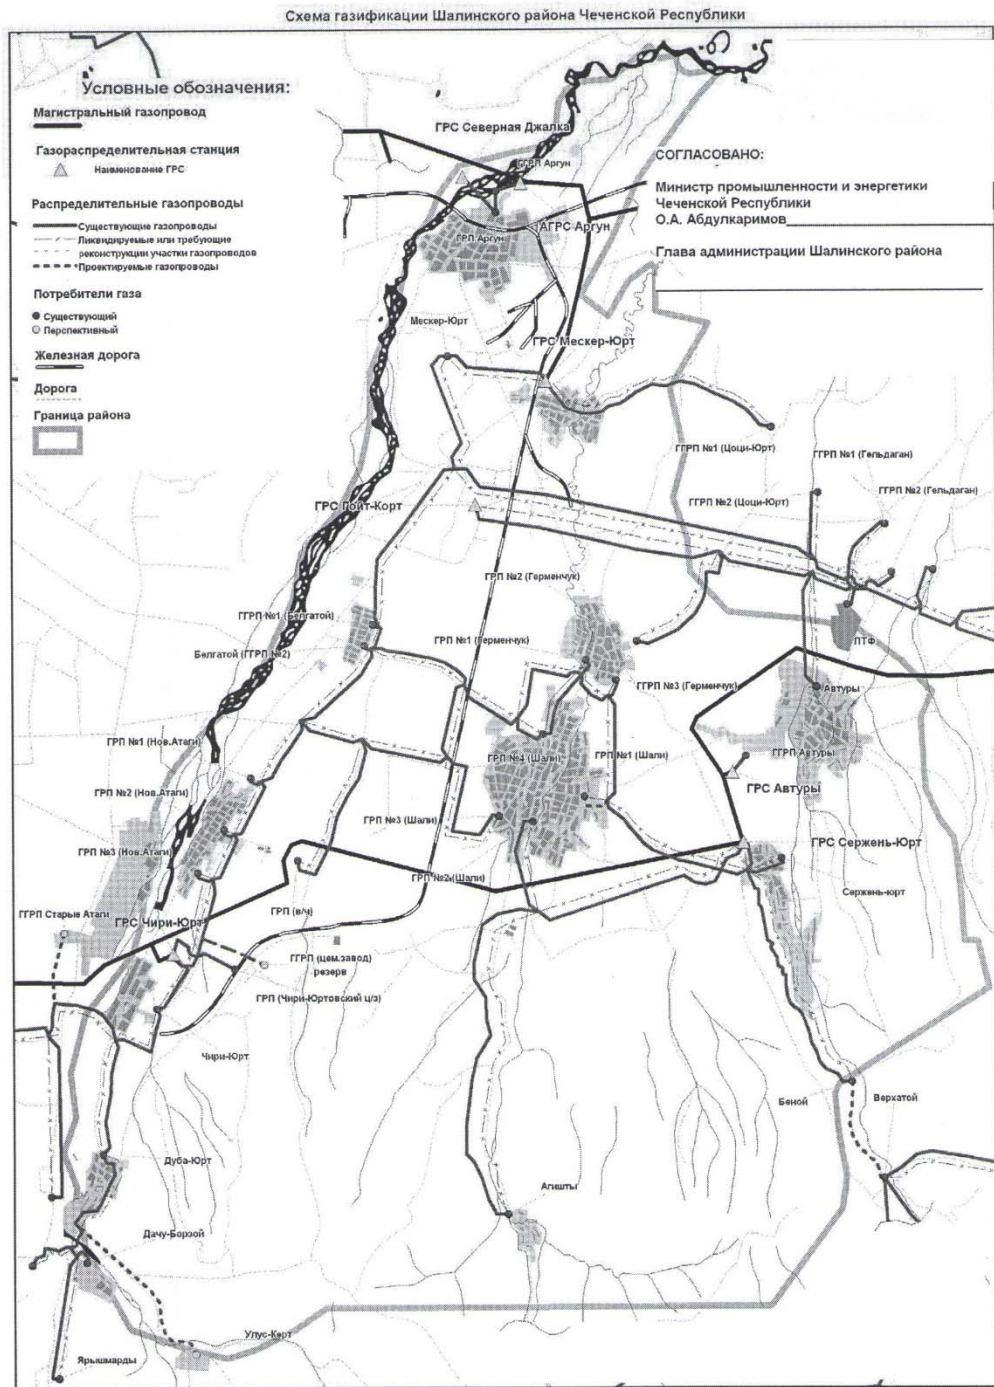 Схема газификации Шалинского района Чеченской Республики
Условные обозначения:
Магистральный газопровод
Газораспределительная станция
Наименование ГРС
Распределительные газопроводы
Существующие газопроводы
Ликвидируемые или требующие
реконструкции участки газопроводов
Проектируемые газопроводы
Потребители газа
Существующий
Перспективный
Железная дорога
Дорога
Граница района
СОГЛАСОВАНО:
Министр промышленности и энергетики
Чеченской Республики
О.А. Абдулкаримов
Глава администрации Шалинского района
ГРС Северная Джалка
ГГРП Аргун
ГРП Аргун
АГРС Аргун
Мескер-Юрт
ГРС Мескер-Юрт
ГГРП №1 (Цоци-Юрт)
ГГРП №1 (Гельдаган)
ГГРП №2 (Гельдаган)
ГГРП №2 (Цоци-Юрт)
ГРС Гойт-Корт
ГГРП №2 (Герменчук)
ГГРП №1 (Белгатой)
ГРП №1 (Герменчук)
ПТФ
Белгатой (ГГРП №2)
ГГРП №3 (Герменчук)
Автуры
ГРП №1 (Нов.Атаги)
ГРП №4 (Шали)
ГРП №1 (Шали)
ГГРП Автуры
ГРП №2 (Нов.Атаги)
ГРС Автуры
ГРП №3 (Шали)
ГРП №3 (Нов.Атаги)
ГРС Сержень-Юрт
ГРП №2 (Шали)
Сержень-юрт
ГГРП Старые Атаги
ГРС Чири-Юрт
ГРП (в/ч)
ГГРП (цем.завод)
резерв
ГРП (Чири-Юртовский ц/з)
Чири-Юрт
Беной
Верхатой
Дуба-Юрт
Агишты
Дачу-Борзой
Улус-Керт
Ярышмарды